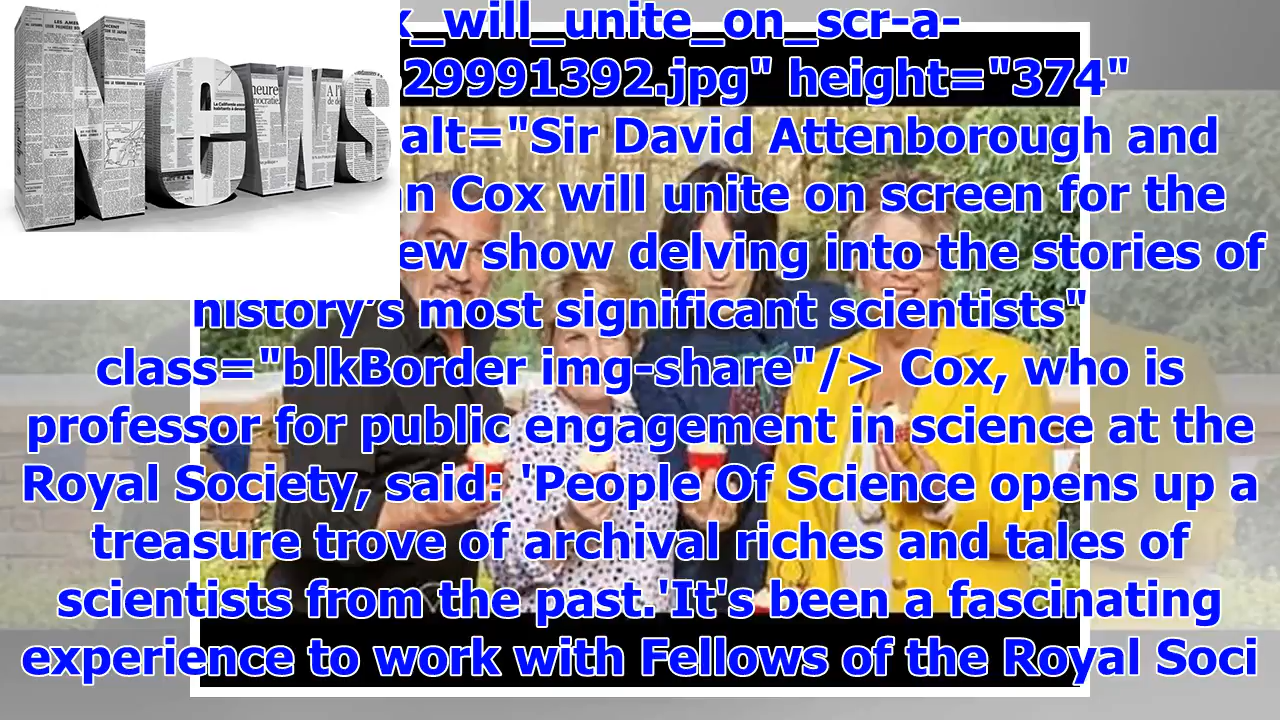 News
k_will_unite_on_scr-a-
29991392.jpg" height="374"
alt="Sir David Attenborough and
Cox will unite on screen for the
ew show delving into the stories of
history's most significant scientists"
class="blkBorder img-share"/> Cox, who is
professor for public engagement in science at the
Royal Society, said: 'People Of Science opens up a
treasure trove of archival riches and tales of
scientists from the past.'It's been a fascinating
experience to work with Fellows of the Royal Soci